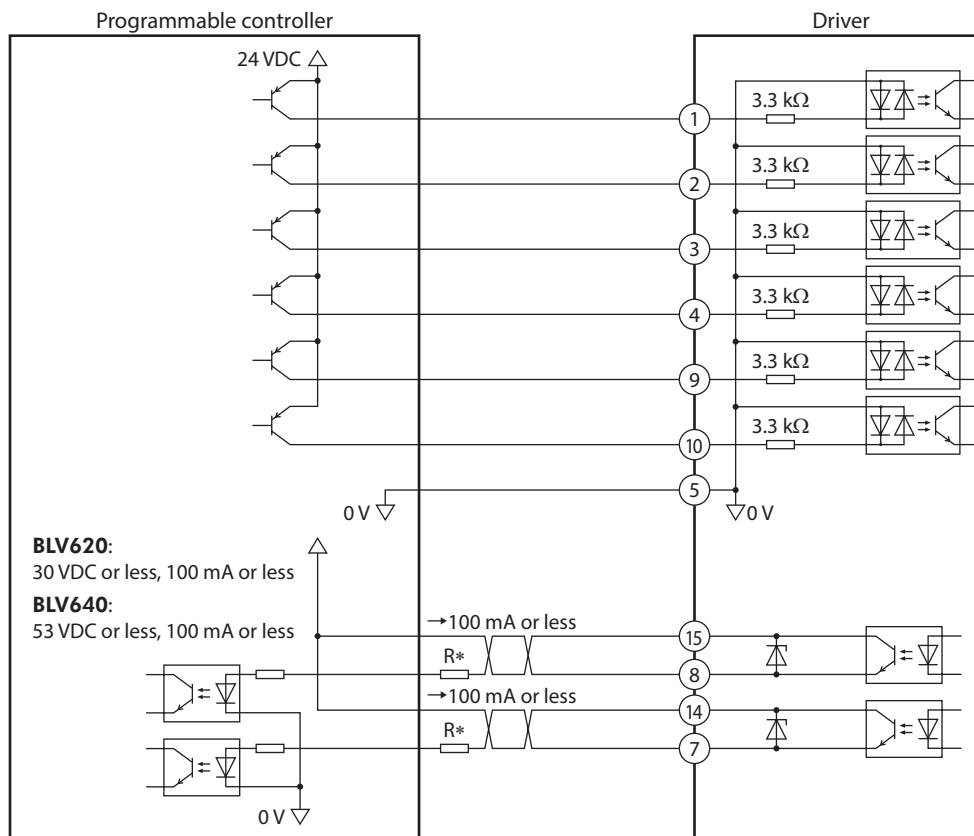 Programmable controller
Driver
24 VDC
3.3 kΩ
1
3.3 kΩ
2
3.3 kΩ
3
3.3 kΩ
4
3.3 kΩ
9
3.3 kΩ
10
0 V
5
0 V
BLV620:
30 VDC or less, 100 mA or less
BLV640:
53 VDC or less, 100 mA or less
→100 mA or less
15
R*
8
→100 mA or less
14
R*
7
0 V